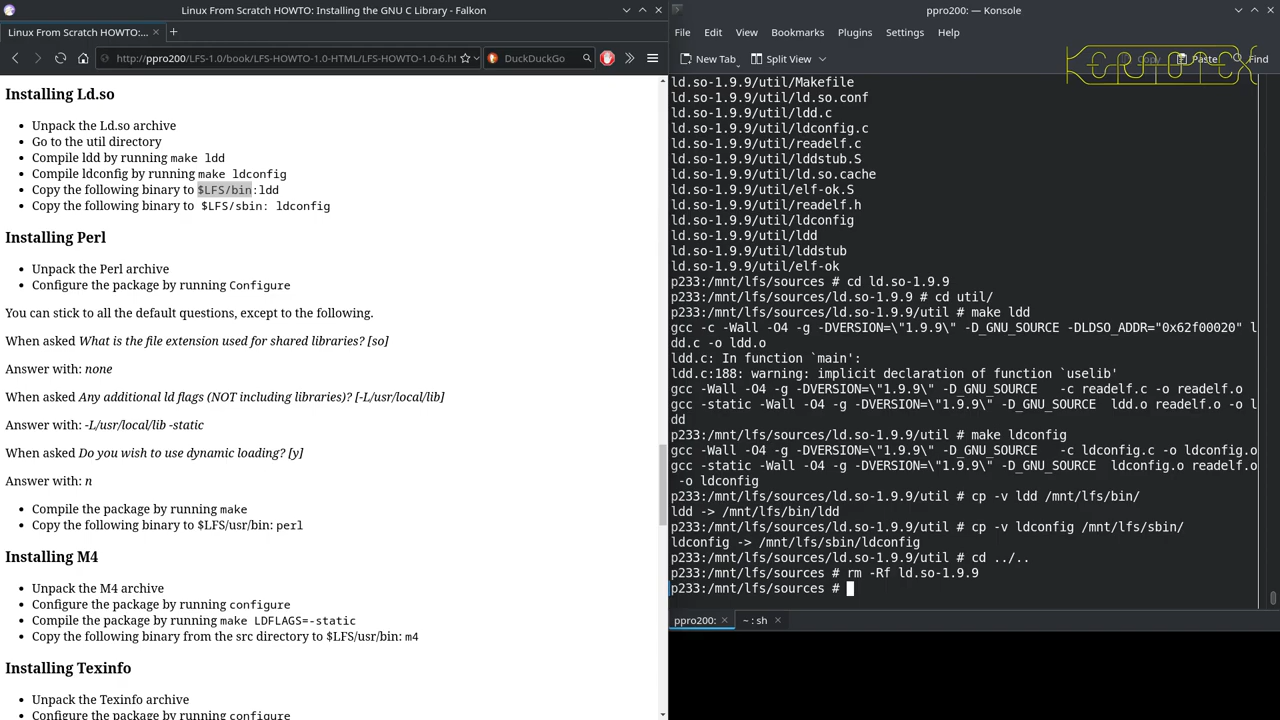 Linux From Scratch HOWTO: Installing the GNU C Library - Falkon
Linux From Scratch HOWTO:...
http://ppro200/LFS-1.0/book/LFS-HOWTO-1.0-HTML/LFS-HOWTO-1.0-6.ht
DuckDuckGo
Installing Ld.so
• Unpack the Ld.so archive
• Go to the util directory
• Compile ldd by running make ldd
• Compile ldconfig by running make ldconfig
• Copy the following binary to $LFS/bin:ldd
• Copy the following binary to $LFS/sbin: ldconfig
Installing Perl
• Unpack the Perl archive
• Configure the package by running Configure
You can stick to all the default questions, except to the following.
When asked What is the file extension used for shared libraries? [so]
Answer with: none
When asked Any additional ld flags (NOT including libraries)? [-L/usr/local/lib]
Answer with: -L/usr/local/lib -static
When asked Do you wish to use dynamic loading? [y]
Answer with: n
• Compile the package by running make
• Copy the following binary to $LFS/usr/bin: perl
Installing M4
• Unpack the M4 archive
• Configure the package by running configure
• Compile the package by running make LDFLAGS=-static
• Copy the following binary from the src directory to $LFS/usr/bin: m4
Installing Texinfo
• Unpack the Texinfo archive
• Configure the package by running configure
ppro200: — Konsole
File Edit View Bookmarks Plugins Settings Help
New Tab Split View Copy Paste Find
ld.so-1.9.9/util/Makefile
ld.so-1.9.9/util/ld.so.conf
ld.so-1.9.9/util/ldd.c
ld.so-1.9.9/util/ldconfig.c
ld.so-1.9.9/util/readelf.c
ld.so-1.9.9/util/lddstub.S
ld.so-1.9.9/util/ld.so.cache
ld.so-1.9.9/util/elf-ok.S
ld.so-1.9.9/util/readelf.h
ld.so-1.9.9/util/ldconfig
ld.so-1.9.9/util/ldd
ld.so-1.9.9/util/lddstub
ld.so-1.9.9/util/elf-ok
p233:/mnt/lfs/sources # cd ld.so-1.9.9
p233:/mnt/lfs/sources/ld.so-1.9.9 # cd util/
p233:/mnt/lfs/sources/ld.so-1.9.9/util # make ldd
gcc -c -Wall -O4 -g -DVERSION=\"1.9.9\" -D_GNU_SOURCE -DLDSO_ADDR="0x62f00020" l
dd.c -o ldd.o
ldd.c: In function `main':
ldd.c:188: warning: implicit declaration of function `uselib'
gcc -Wall -O4 -g -DVERSION=\"1.9.9\" -D_GNU_SOURCE   -c readelf.c -o readelf.o
gcc -static -Wall -O4 -g -DVERSION=\"1.9.9\" -D_GNU_SOURCE  ldd.o readelf.o -o l
dd
p233:/mnt/lfs/sources/ld.so-1.9.9/util # make ldconfig
gcc -Wall -O4 -g -DVERSION=\"1.9.9\" -D_GNU_SOURCE   -c ldconfig.c -o ldconfig.o
gcc -static -Wall -O4 -g -DVERSION=\"1.9.9\" -D_GNU_SOURCE  ldconfig.o readelf.o
-o ldconfig
p233:/mnt/lfs/sources/ld.so-1.9.9/util # cp -v ldd /mnt/lfs/bin/
ldd -> /mnt/lfs/bin/ldd
p233:/mnt/lfs/sources/ld.so-1.9.9/util # cp -v ldconfig /mnt/lfs/sbin/
ldconfig -> /mnt/lfs/sbin/ldconfig
p233:/mnt/lfs/sources/ld.so-1.9.9/util # cd ../..
p233:/mnt/lfs/sources # rm -Rf ld.so-1.9.9
p233:/mnt/lfs/sources #
ppro200: ~ : sh